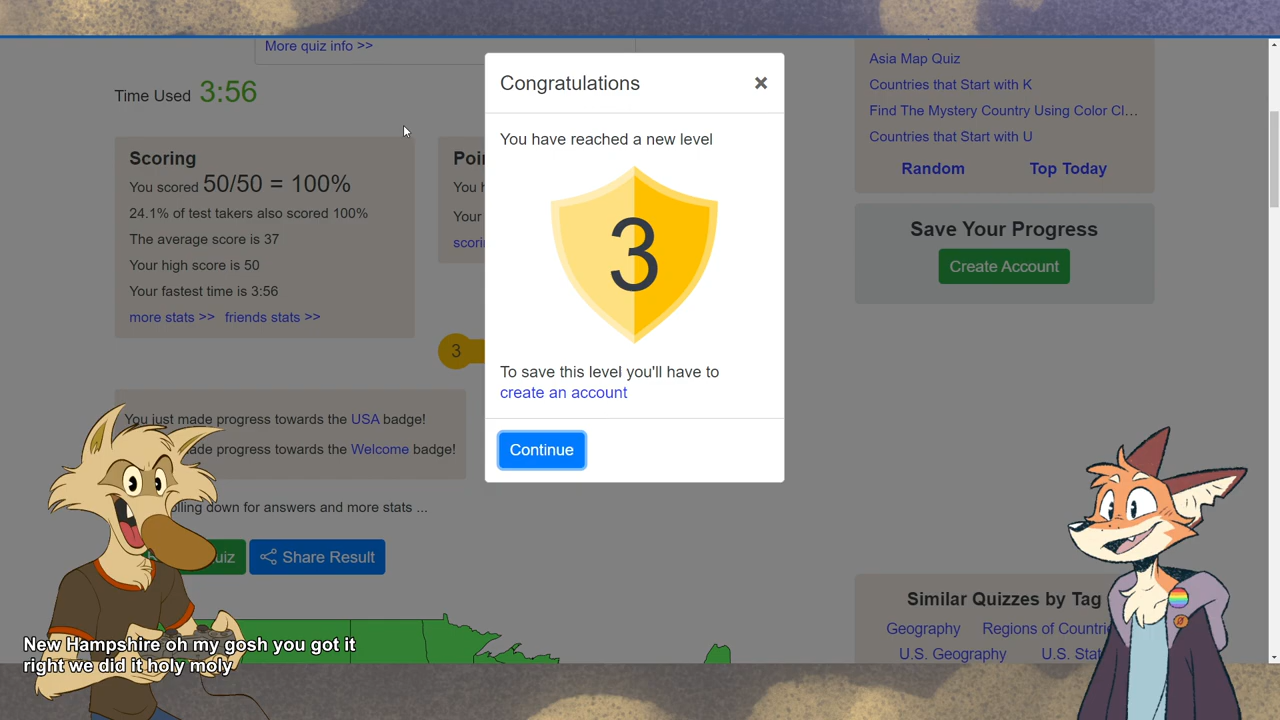 More quiz info >>
Time Used 3:56
Scoring
You scored 50/50 = 100%
24.1% of test takers also scored 100%
The average score is 37
Your high score is 50
Your fastest time is 3:56
more stats >> friends stats >>
Poi
You h
Your
scori
3
You just made progress towards the USA badge!
ade progress towards the Welcome badge!
olling down for answers and more stats ...
uiz
Share Result
Congratulations
×
You have reached a new level
3
To save this level you'll have to
create an account
Continue
Asia Map Quiz
Countries that Start with K
Find The Mystery Country Using Color Cl...
Countries that Start with U
Random Top Today
Save Your Progress
Create Account
Similar Quizzes by Tag
Geography Regions of Countri
U.S. Geography U.S. Stat
New Hampshire oh my gosh you got it
right we did it holy moly